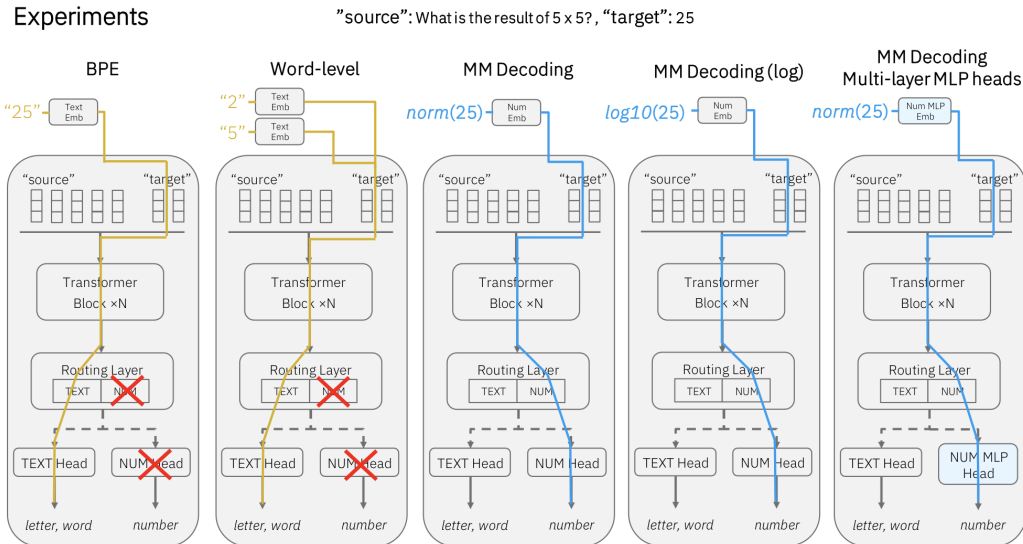 Experiments
"source": What is the result of 5 x 5? , "target": 25
BPE
"25"
Text
Emb
"source"
"target"
Transformer
Block ×N
Routing Layer
TEXT
NUM
TEXT Head
NUM Head
letter, word
number
Word-level
"2"
Text
Emb
"5"
Text
Emb
"source"
"target"
Transformer
Block ×N
Routing Layer
TEXT
NUM
TEXT Head
NUM Head
letter, word
number
MM Decoding
norm(25)
Num
Emb
"source"
"target"
Transformer
Block ×N
Routing Layer
TEXT
NUM
TEXT Head
NUM Head
letter, word
number
MM Decoding (log)
log10(25)
Num
Emb
"source"
"target"
Transformer
Block ×N
Routing Layer
TEXT
NUM
TEXT Head
NUM Head
letter, word
number
MM Decoding
Multi-layer MLP heads
norm(25)
Num MLP
Emb
"source"
"target"
Transformer
Block ×N
Routing Layer
TEXT
NUM
TEXT Head
NUM MLP
Head
letter, word
number